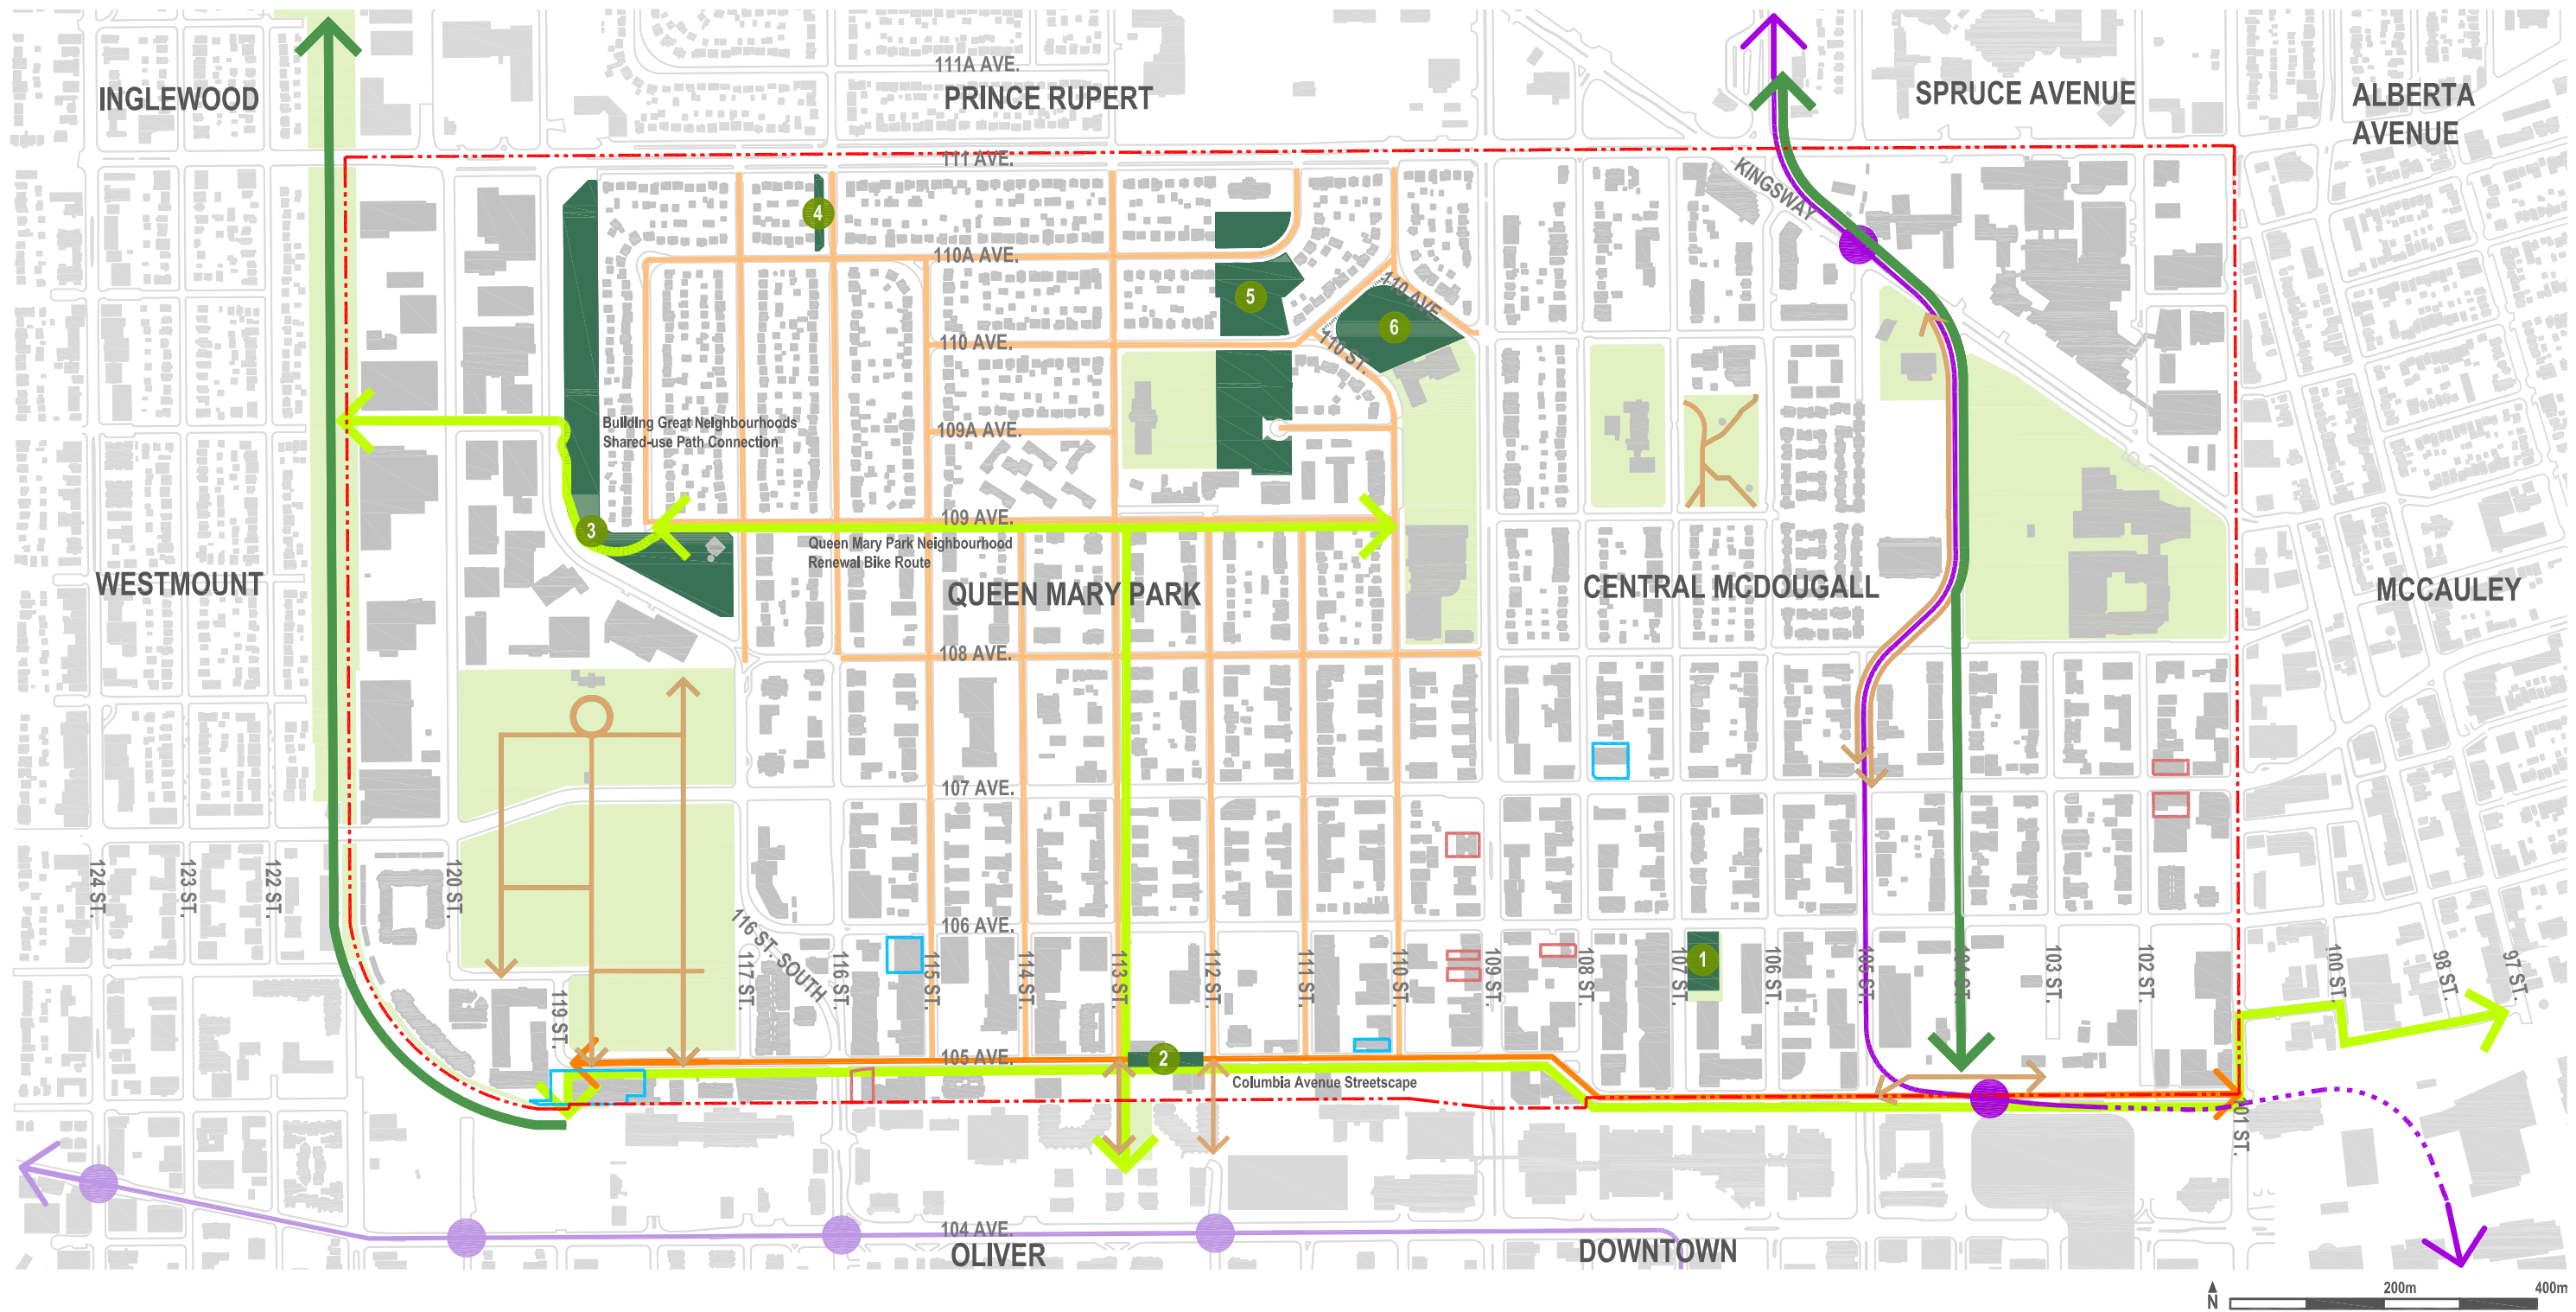 111A AVE.
INGLEWOOD
PRINCE RUPERT
SPRUCE AVENUE
ALBERTA
AVENUE
111 AVE.
KINGSWAY
4
110A AVE.
5
110 AVE.
6
110 AVE.
110 ST.
Building Great Neighbourhoods
Shared-use Path Connection
109A AVE.
109 AVE.
3
Queen Mary Park Neighbourhood
Renewal Bike Route
WESTMOUNT
QUEEN MARY PARK
CENTRAL MCDOUGALL
MCCAULEY
108 AVE.
107 AVE.
124 ST.
123 ST.
122 ST.
120 ST.
106 AVE.
116 ST. SOUTH
119 ST.
117 ST.
116 ST.
115 ST.
114 ST.
113 ST.
112 ST.
111 ST.
110 ST.
109 ST.
108 ST.
107 ST.
1
106 ST.
105 ST.
104 ST.
103 ST.
102 ST.
100 ST.
98 ST.
97 ST.
105 AVE.
2
Columbia Avenue Streetscape
101 ST.
104 AVE.
OLIVER
DOWNTOWN
N
200m
400m